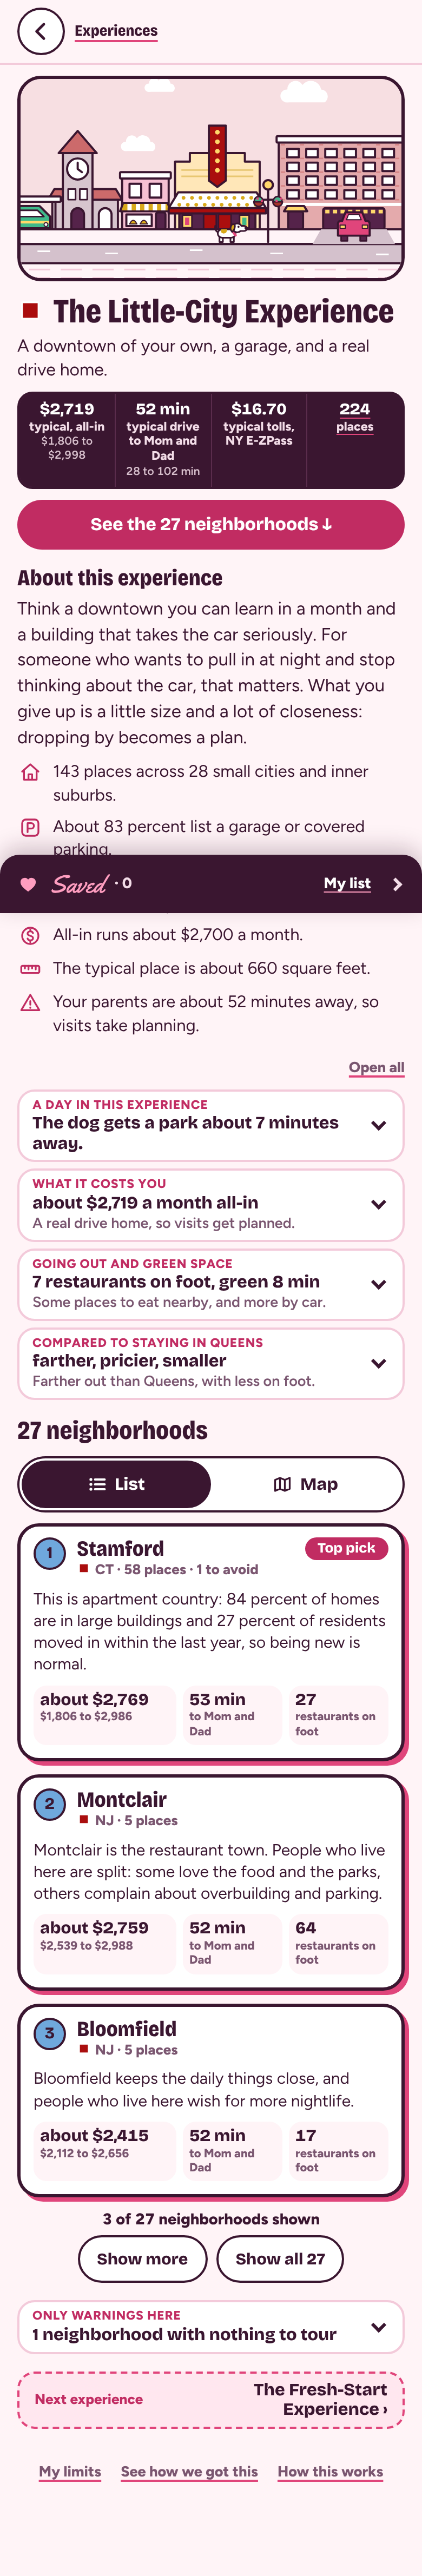 Experiences
The Little-City Experience
A downtown of your own, a garage, and a real
drive home.
$2,719
typical, all-in
$1,806 to
$2,998
52 min
typical drive
to Mom and
Dad
28 to 102 min
$16.70
typical tolls,
NY E-ZPass
224
places
See the 27 neighborhoods ↓
About this experience
Think a downtown you can learn in a month and
a building that takes the car seriously. For
someone who wants to pull in at night and stop
thinking about the car, that matters. What you
give up is a little size and a lot of closeness:
dropping by becomes a plan.
143 places across 28 small cities and inner
suburbs.
About 83 percent list a garage or covered
parking.
Saved · 0
My list
All-in runs about $2,700 a month.
The typical place is about 660 square feet.
Your parents are about 52 minutes away, so
visits take planning.
Open all
A DAY IN THIS EXPERIENCE
The dog gets a park about 7 minutes
away.
WHAT IT COSTS YOU
about $2,719 a month all-in
A real drive home, so visits get planned.
GOING OUT AND GREEN SPACE
7 restaurants on foot, green 8 min
Some places to eat nearby, and more by car.
COMPARED TO STAYING IN QUEENS
farther, pricier, smaller
Farther out than Queens, with less on foot.
27 neighborhoods
List
Map
1
Stamford
Top pick
CT · 58 places · 1 to avoid
This is apartment country: 84 percent of homes
are in large buildings and 27 percent of residents
moved in within the last year, so being new is
normal.
about $2,769
$1,806 to $2,986
53 min
to Mom and
Dad
27
restaurants on
foot
2
Montclair
NJ · 5 places
Montclair is the restaurant town. People who live
here are split: some love the food and the parks,
others complain about overbuilding and parking.
about $2,759
$2,539 to $2,988
52 min
to Mom and
Dad
64
restaurants on
foot
3
Bloomfield
NJ · 5 places
Bloomfield keeps the daily things close, and
people who live here wish for more nightlife.
about $2,415
$2,112 to $2,656
52 min
to Mom and
Dad
17
restaurants on
foot
3 of 27 neighborhoods shown
Show more
Show all 27
ONLY WARNINGS HERE
1 neighborhood with nothing to tour
Next experience
The Fresh-Start
Experience ›
My limits
See how we got this
How this works